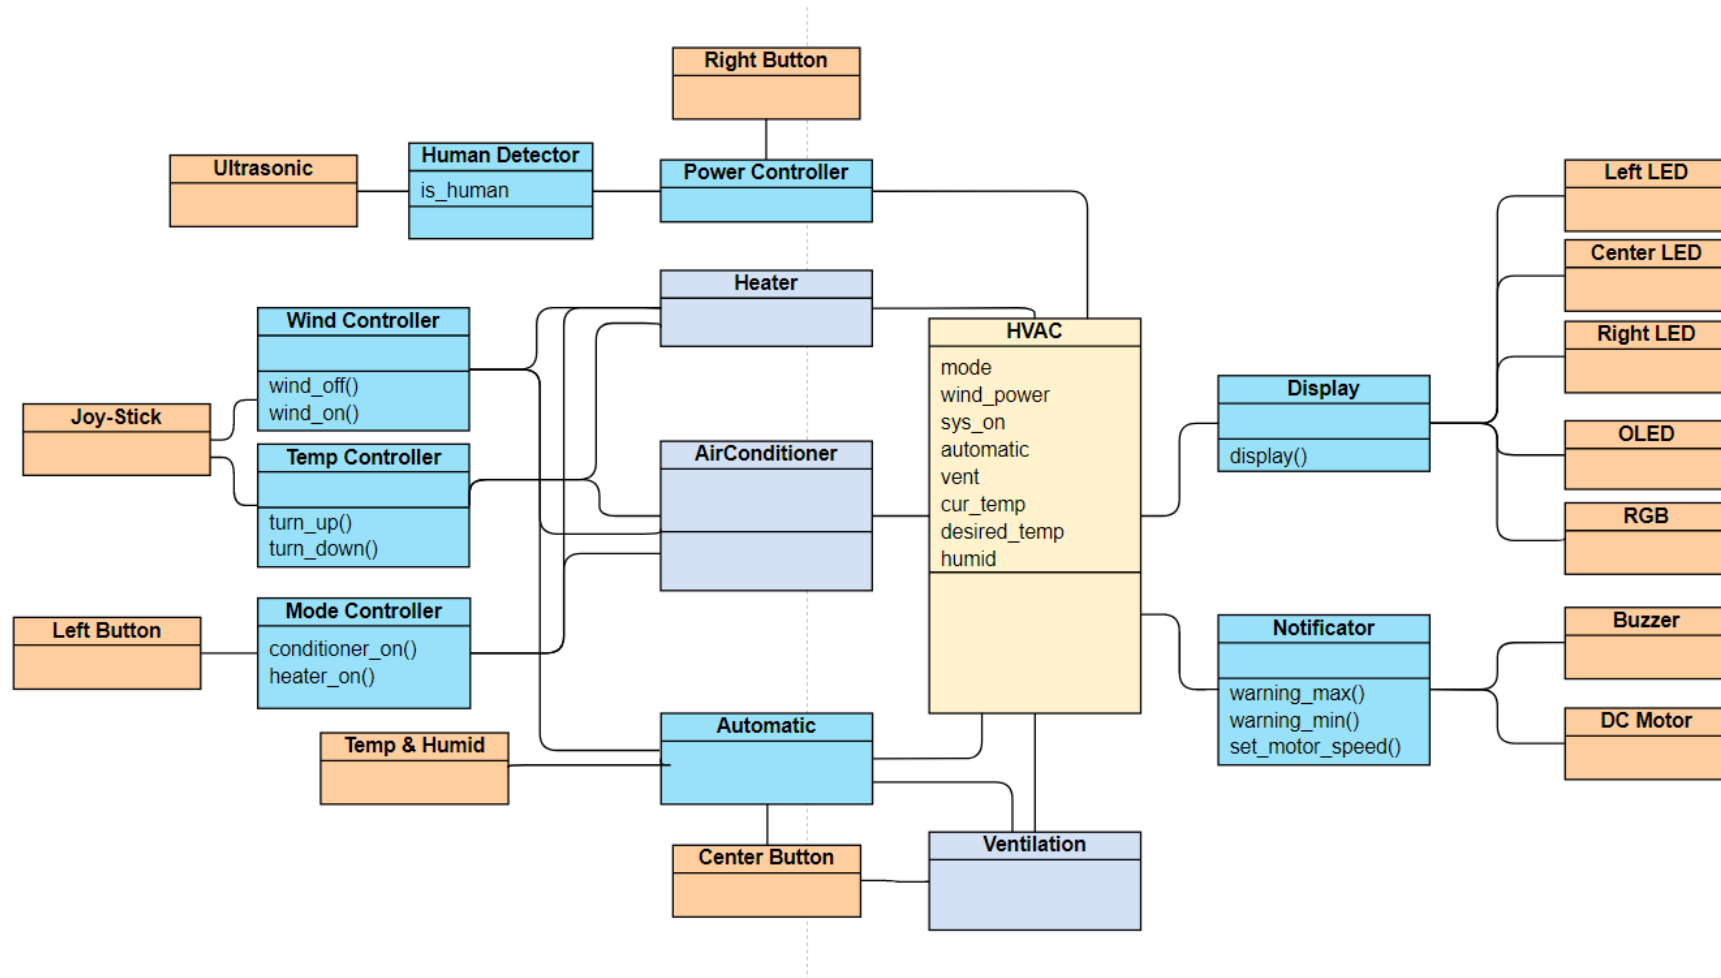 Right Button
Ultrasonic
Human Detector
is_human
Power Controller
Left LED
Center LED
Right LED
OLED
RGB
Heater
Wind Controller
wind_off()
wind_on()
Joy-Stick
Temp Controller
turn_up()
turn_down()
AirConditioner
HVAC
mode
wind_power
sys_on
automatic
vent
cur_temp
desired_temp
humid
Display
display()
Left Button
Mode Controller
conditioner_on()
heater_on()
Notificator
warning_max()
warning_min()
set_motor_speed()
Buzzer
DC Motor
Temp & Humid
Automatic
Center Button
Ventilation